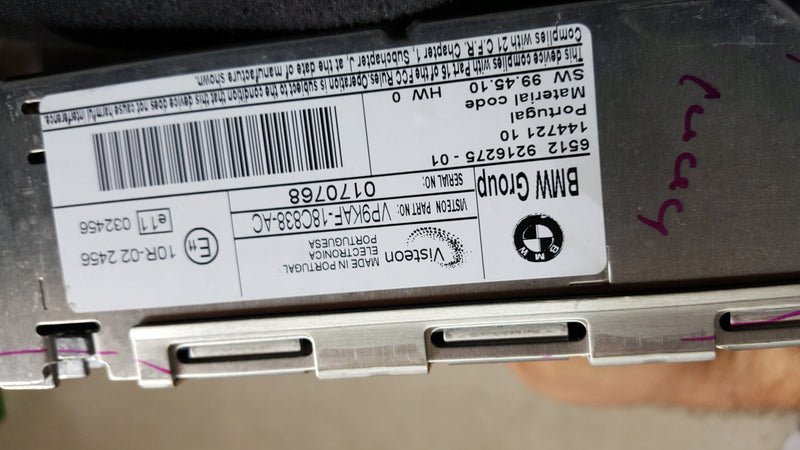 BMW Group
6512 9216275 - 01
144721 10
Portugal
Material code
SW 99.45.10 HW 0
This device complies with Part 15 of the FCC Rules.Operation is subject to the condition that this device does not cause harmful interference.
Complies with 21 C.F.R. Chapter 1, Subchapter J, at the date of manufacture shown.
B M W
SERIAL NO: 0170768
VISTEON PART NO: VP9KAF-18C838-AC
Visteon
MADE IN PORTUGAL
ELECTRONICA
PORTUGUESA
E11
10R-02 2456
e11 032456